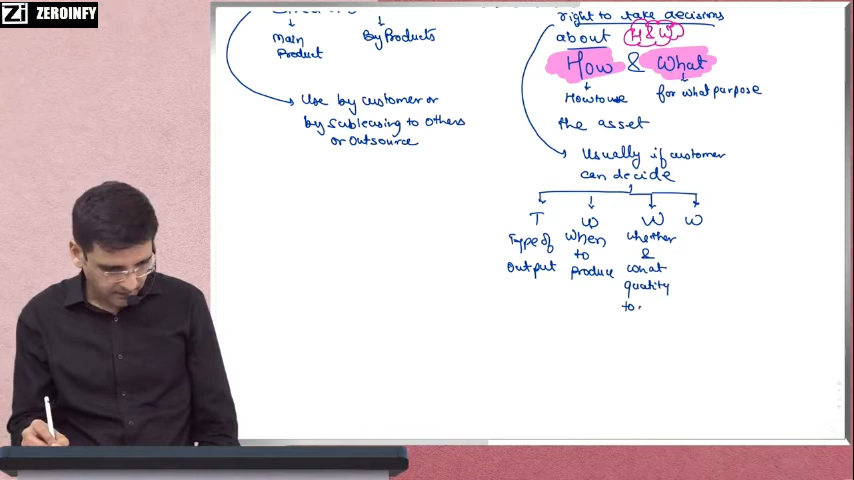 Zi ZEROINFY
Main
Product
By Products
Use by customer or
by Subleasing to Others
or Outsource
right to take decisions
about H & W
How & What
How to use
for what purpose
the asset
Usually if customer
can decide
T W W W
Type of
Output
When
to
Produce
whether
&
what
quality
to